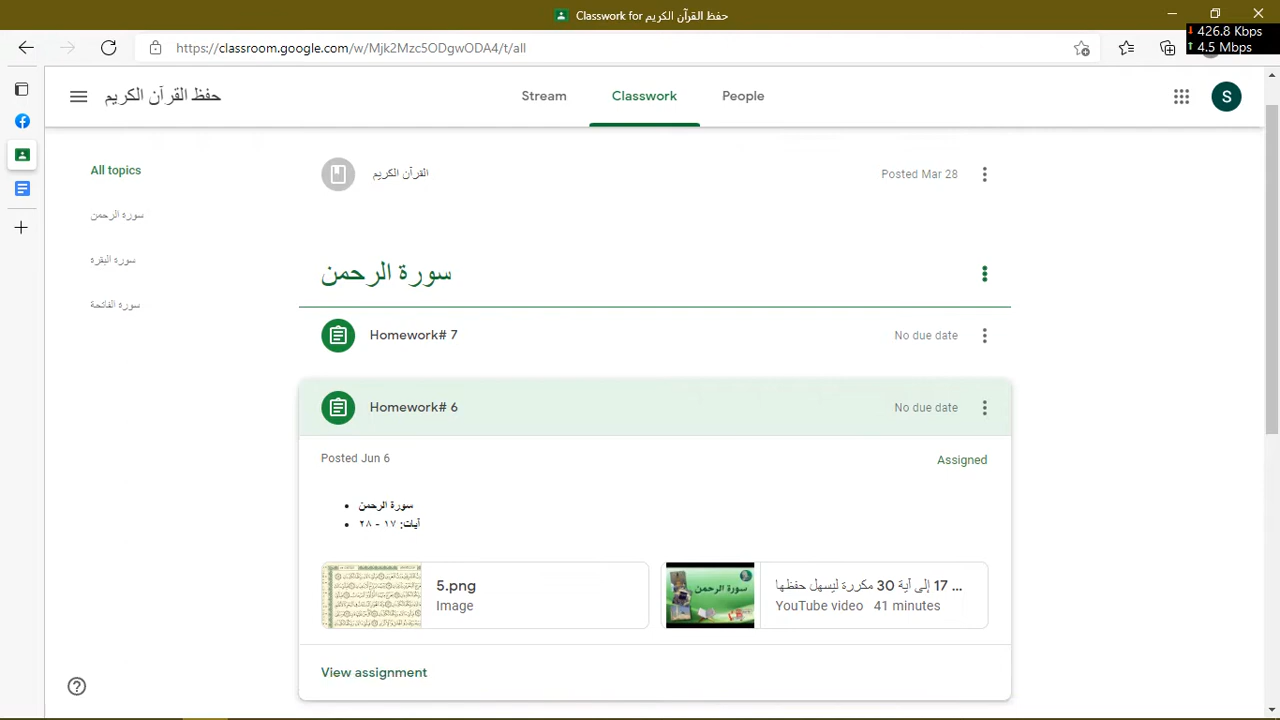 Classwork for حفظ القرآن الكريم
426.8 Kbps
4.5 Mbps
https://classroom.google.com/w/Mjk2Mzc5ODgwODA4/t/all
حفظ القرآن الكريم
Stream
Classwork
People
S
All topics
سورة الرحمن
سورة البقرة
سورة الفاتحة
القرآن الكريم
Posted Mar 28
سورة الرحمن
Homework# 7
No due date
Homework# 6
No due date
Posted Jun 6
Assigned
سورة الرحمن
آيات: ١٧ - ٢٨
5.png
Image
سورة الرحمن
17 إلى أية 30 مكررة ليسهل حفظها ...
YouTube video 41 minutes
View assignment